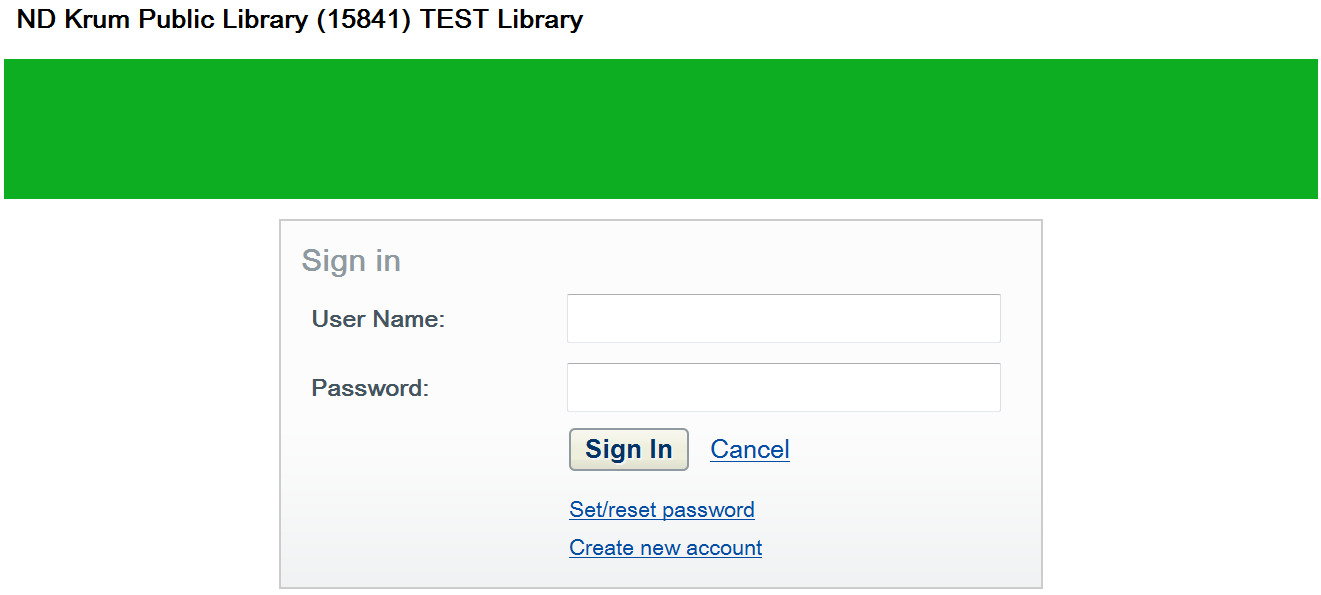 ND Krum Public Library (15841) TEST Library
Sign in
User Name:
Password:
Sign In Cancel
Set/reset password
Create new account